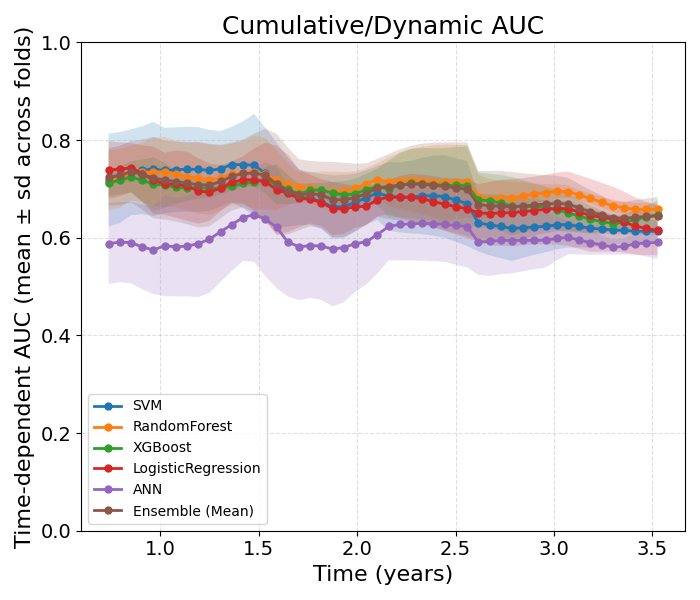 Cumulative/Dynamic AUC
Time-dependent AUC (mean ± sd across folds)
1.0
0.8
0.6
0.4
0.2
0.0
SVM
RandomForest
XGBoost
LogisticRegression
ANN
Ensemble (Mean)
1.0 1.5 2.0 2.5 3.0 3.5
Time (years)